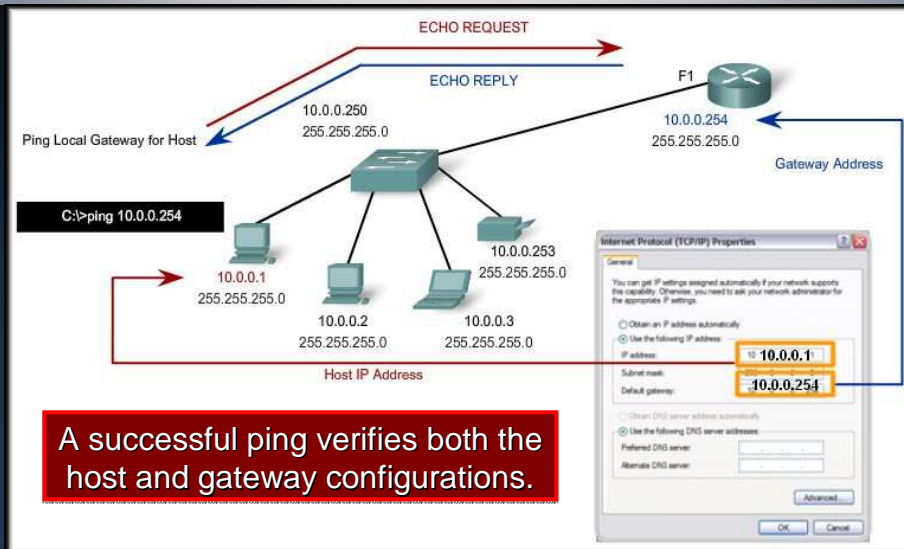 ECHO REQUEST
ECHO REPLY
F1
10.0.0.250
255.255.255.0
10.0.0.254
255.255.255.0
Ping Local Gateway for Host
Gateway Address
C:\>ping 10.0.0.254
10.0.0.1
255.255.255.0
10.0.0.253
255.255.255.0
10.0.0.2
255.255.255.0
10.0.0.3
255.255.255.0
Host IP Address
Internet Protocol (TCP/IP) Properties
General
You can get IP settings assigned automatically if your network supports
this capability. Otherwise, you need to ask your network administrator for
the appropriate IP settings.
Obtain an IP address automatically
Use the following IP address:
IP address: 10.0.0.1
Subnet mask:
Default gateway: 10.0.0.254
Obtain DNS server address automatically
Use the following DNS server addresses:
Preferred DNS server:
Alternate DNS server:
Advanced...
OK Cancel
A successful ping verifies both the
host and gateway configurations.